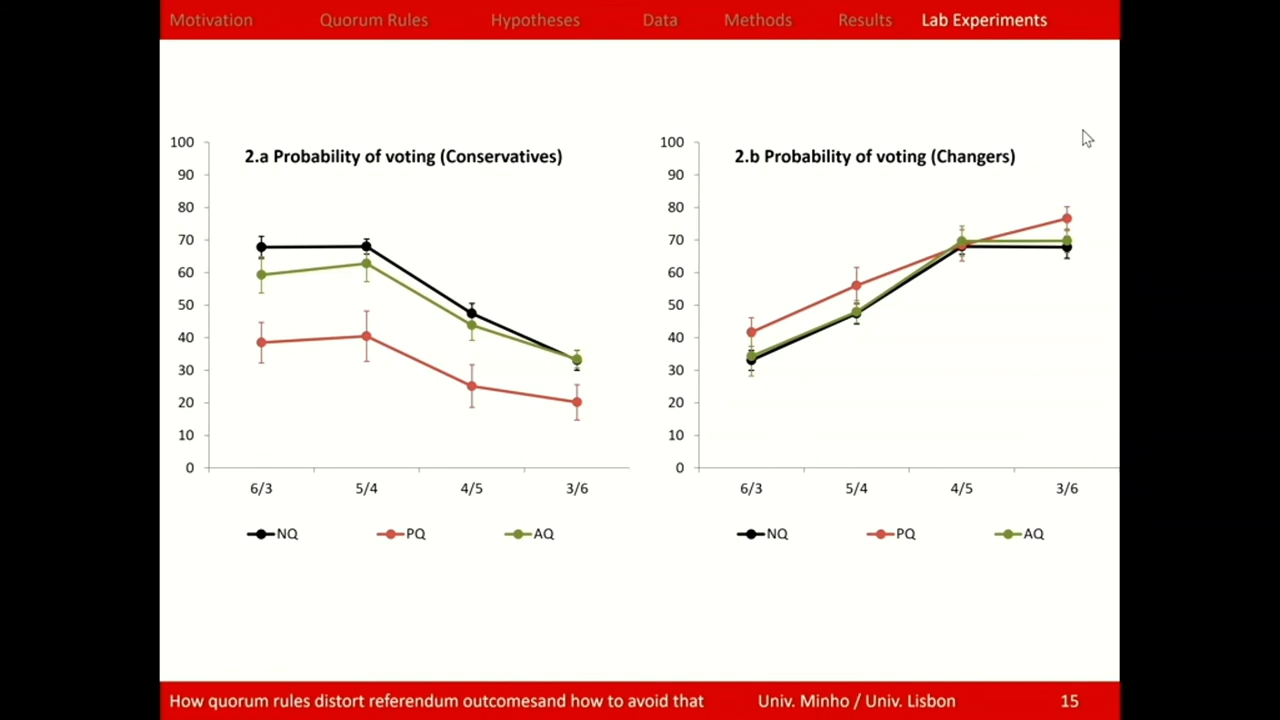 Motivation Quorum Rules Hypotheses Data Methods Results Lab Experiments
2.a Probability of voting (Conservatives)
100
90
80
70
60
50
40
30
20
10
0
6/3 5/4 4/5 3/6
NQ PQ AQ
2.b Probability of voting (Changers)
100
90
80
70
60
50
40
30
20
10
0
6/3 5/4 4/5 3/6
NQ PQ AQ
How quorum rules distort referendum outcomesand how to avoid that Univ. Minho / Univ. Lisbon 15